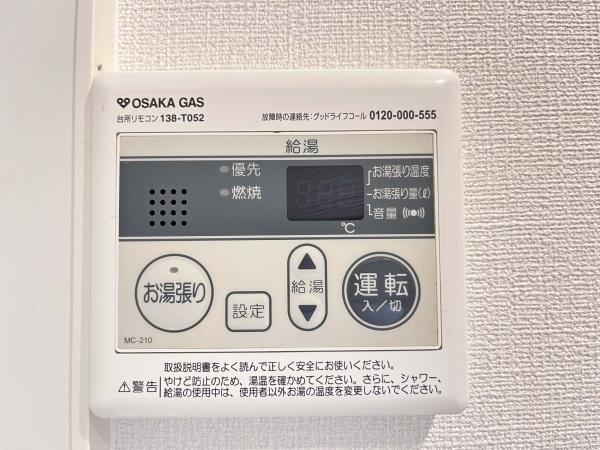 OSAKA GAS
台所リモコン 138-T052
故障時の連絡先:グッドライフコール 0120-000-555
給湯
優先
燃焼
お湯張り温度
お湯張り量(ℓ)
音量
℃
お湯張り
設定
給湯
運転
入/切
MC-210
取扱説明書をよく読んで正しく安全にお使いください。
警告
やけど防止のため、湯温を確かめてください。さらに、シャワー、
給湯の使用中は、使用者以外お湯の温度を変更しないでください。